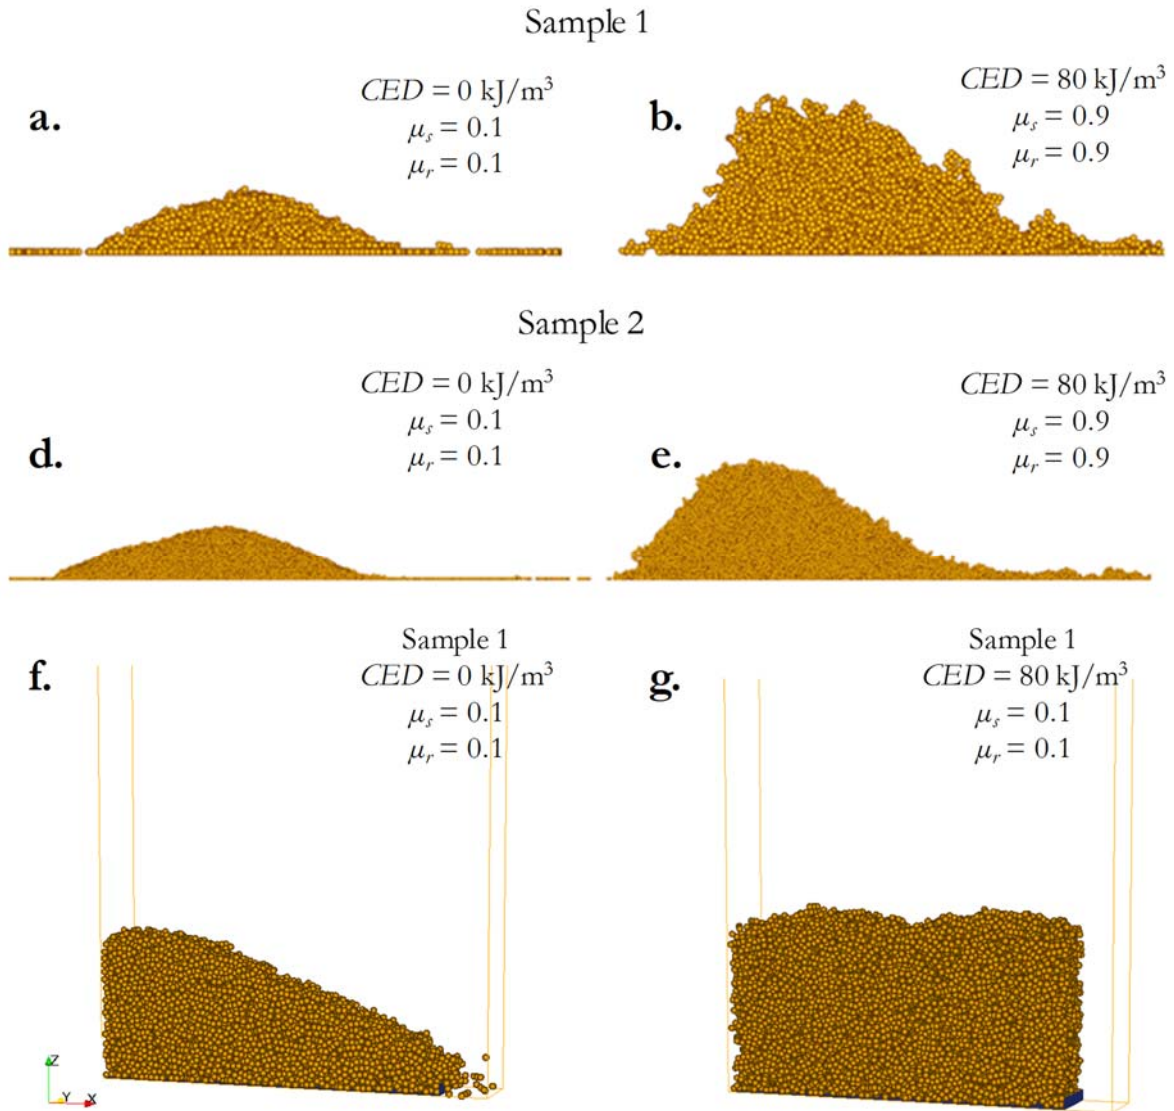 Sample 1
a.
CED = 0 kJ/m³
μₛ = 0.1
μᵣ = 0.1
b.
CED = 80 kJ/m³
μₛ = 0.9
μᵣ = 0.9
Sample 2
d.
CED = 0 kJ/m³
μₛ = 0.1
μᵣ = 0.1
e.
CED = 80 kJ/m³
μₛ = 0.9
μᵣ = 0.9
f.
Sample 1
CED = 0 kJ/m³
μₛ = 0.1
μᵣ = 0.1
g.
Sample 1
CED = 80 kJ/m³
μₛ = 0.1
μᵣ = 0.1
Z
Y X